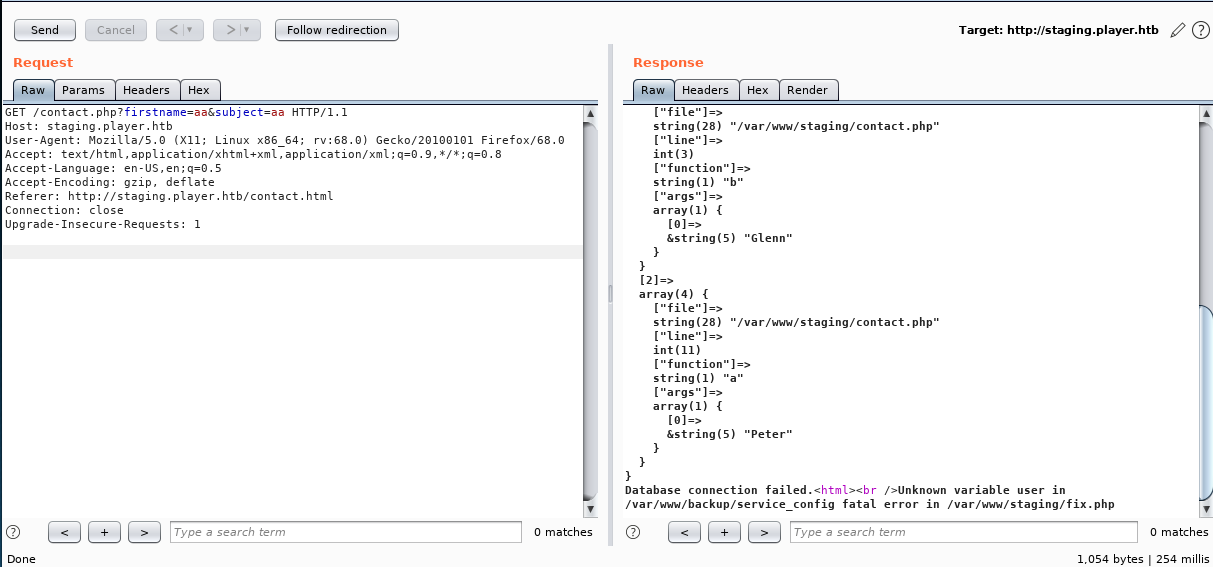 Send Cancel < | ▾ > | ▾ Follow redirection Target: http://staging.player.htb ?
Request
Raw Params Headers Hex
GET /contact.php?firstname=aa&subject=aa HTTP/1.1
Host: staging.player.htb
User-Agent: Mozilla/5.0 (X11; Linux x86_64; rv:68.0) Gecko/20100101 Firefox/68.0
Accept: text/html,application/xhtml+xml,application/xml;q=0.9,*/*;q=0.8
Accept-Language: en-US,en;q=0.5
Accept-Encoding: gzip, deflate
Referer: http://staging.player.htb/contact.html
Connection: close
Upgrade-Insecure-Requests: 1
? < + > Type a search term 0 matches
Response
Raw Headers Hex Render
["file"]=>
string(28) "/var/www/staging/contact.php"
["line"]=>
int(3)
["function"]=>
string(1) "b"
["args"]=>
array(1) {
[0]=>
&string(5) "Glenn"
}
}
[2]=>
array(4) {
["file"]=>
string(28) "/var/www/staging/contact.php"
["line"]=>
int(11)
["function"]=>
string(1) "a"
["args"]=>
array(1) {
[0]=>
&string(5) "Peter"
}
}
}
Database connection failed.<html><br />Unknown variable user in
/var/www/backup/service_config fatal error in /var/www/staging/fix.php
? < + > Type a search term 0 matches
Done 1,054 bytes | 254 millis